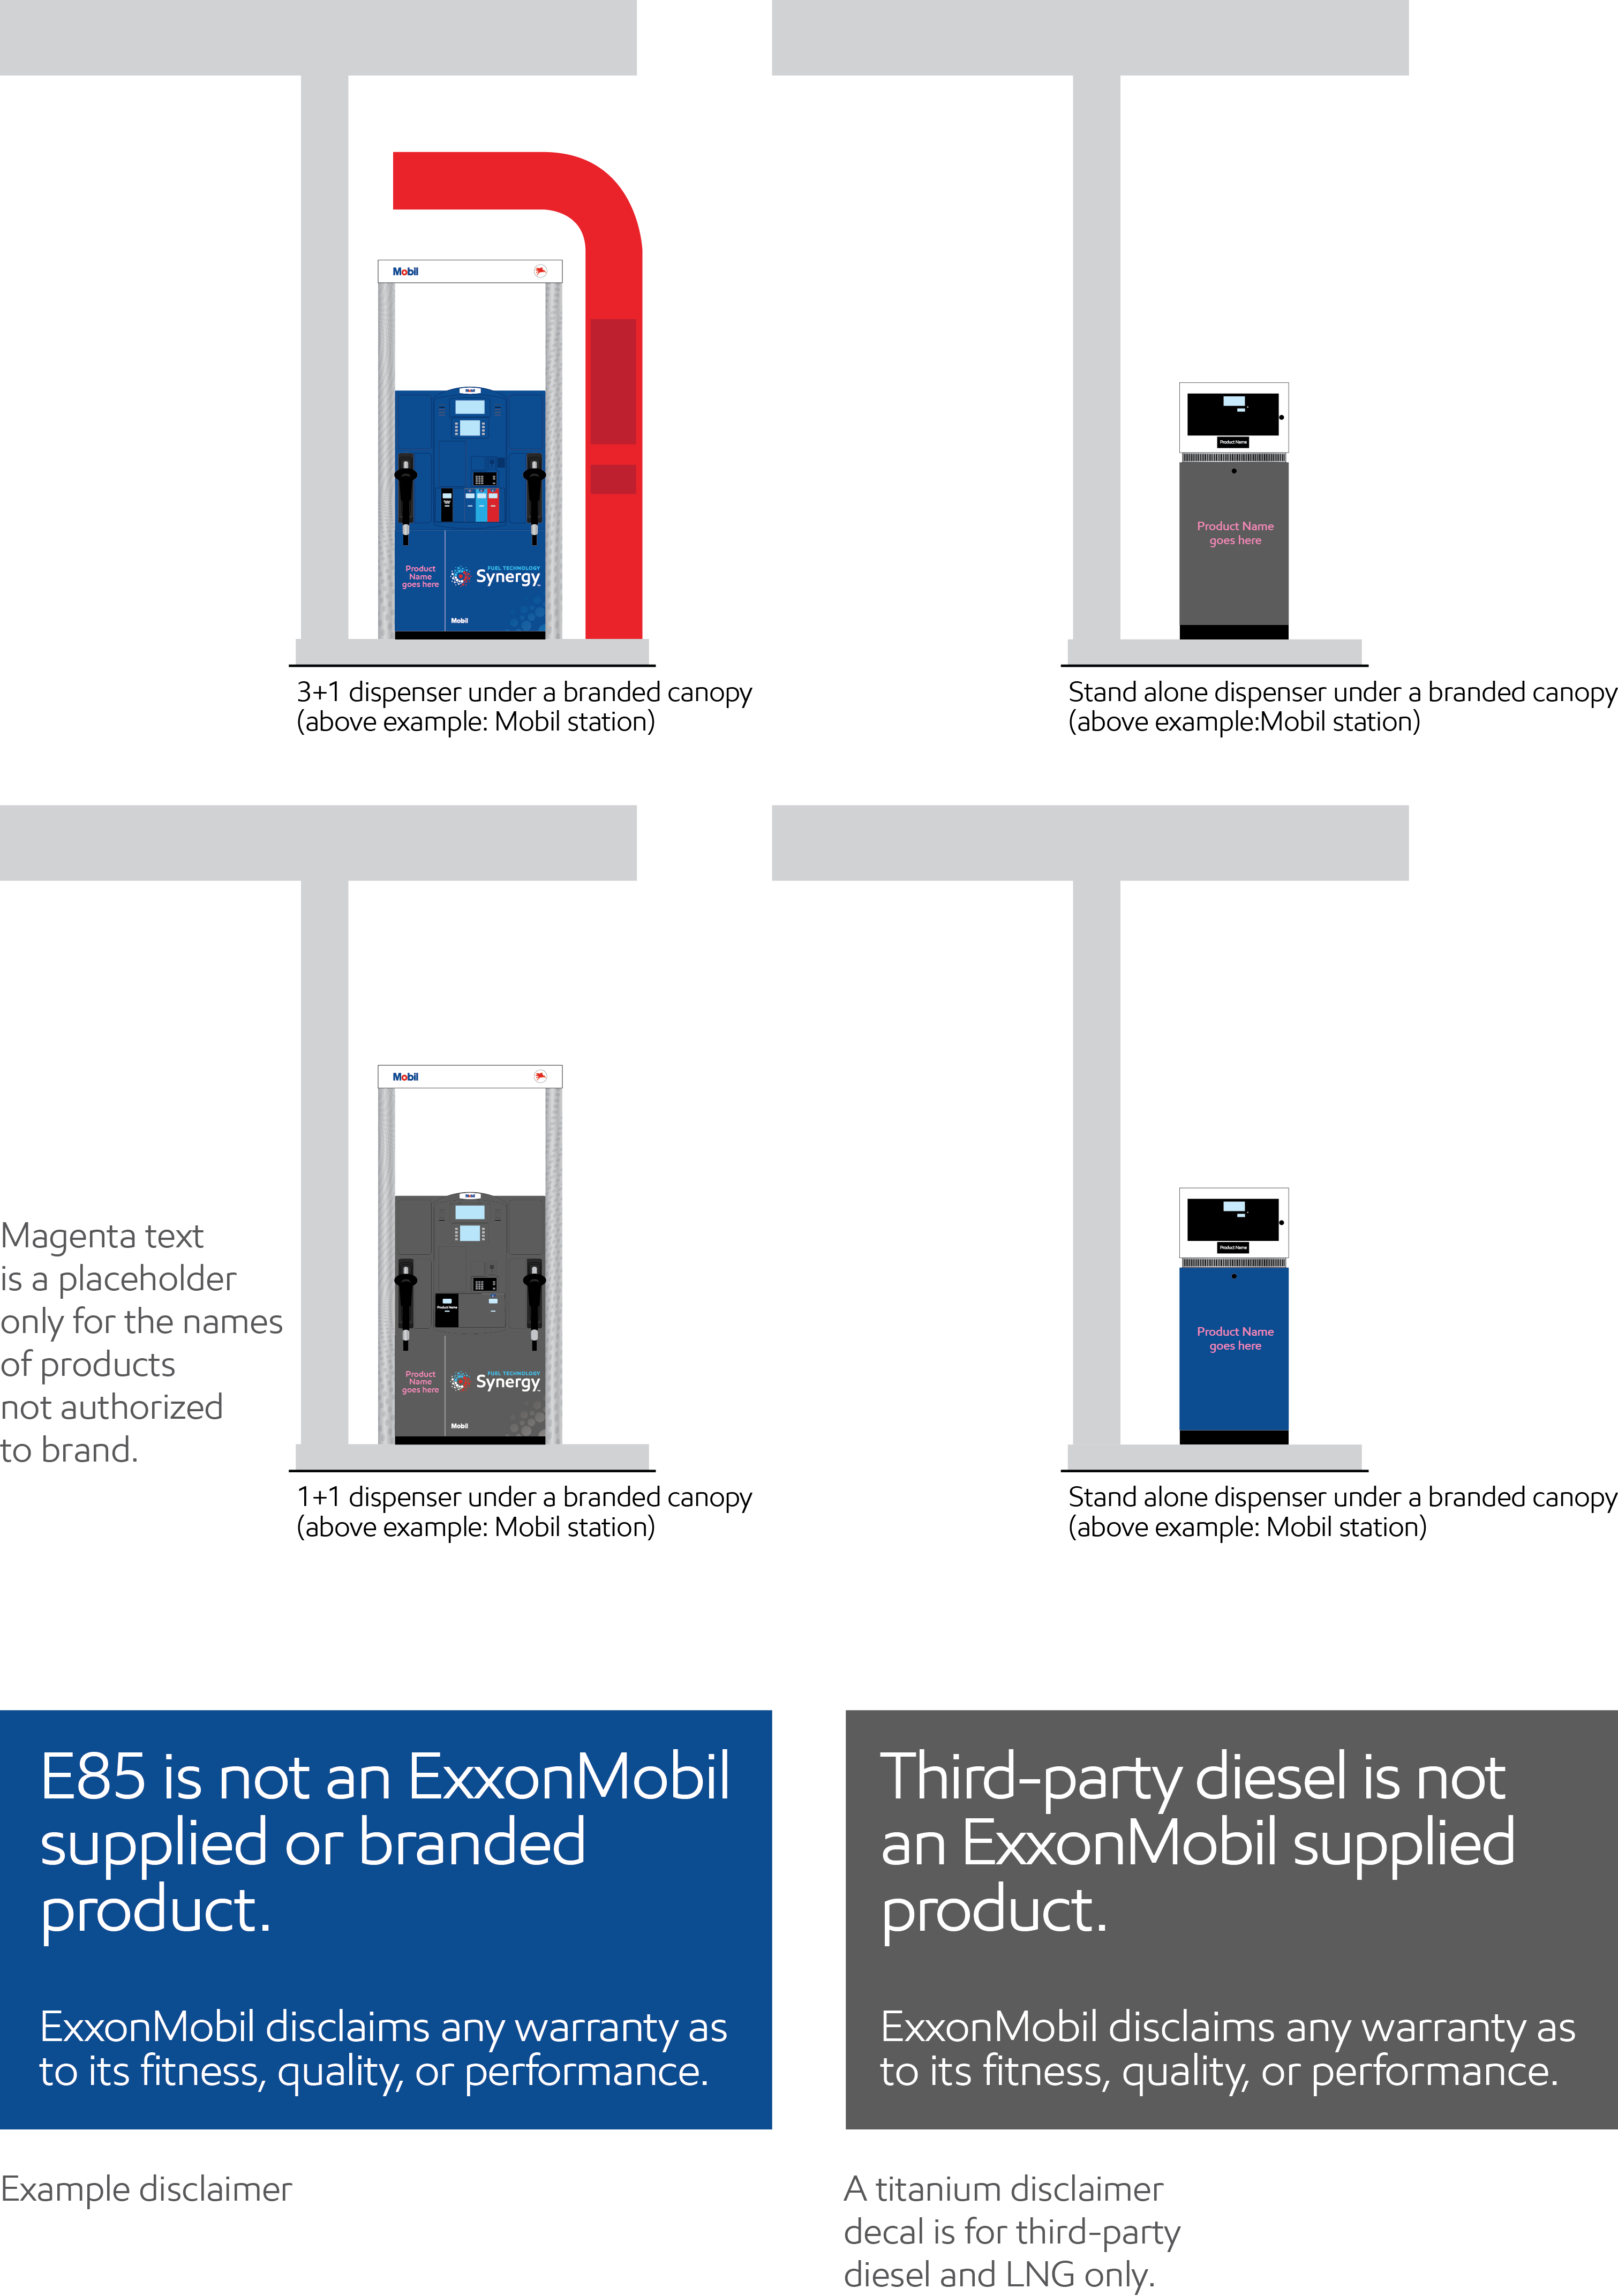 Mobil
Mobil
Product Name
Product Name
goes here
Product
Name
goes here
FUEL TECHNOLOGY
Synergy
Mobil
3+1 dispenser under a branded canopy
(above example: Mobil station)
Stand alone dispenser under a branded canopy
(above example:Mobil station)
Mobil
Mobil
Product Name
Product Name
Product Name
goes here
Product
Name
goes here
FUEL TECHNOLOGY
Synergy
Mobil
Magenta text
is a placeholder
only for the names
of products
not authorized
to brand.
1+1 dispenser under a branded canopy
(above example: Mobil station)
Stand alone dispenser under a branded canopy
(above example: Mobil station)
E85 is not an ExxonMobil
supplied or branded
product.
ExxonMobil disclaims any warranty as
to its fitness, quality, or performance.
Third-party diesel is not
an ExxonMobil supplied
product.
ExxonMobil disclaims any warranty as
to its fitness, quality, or performance.
Example disclaimer
A titanium disclaimer
decal is for third-party
diesel and LNG only.